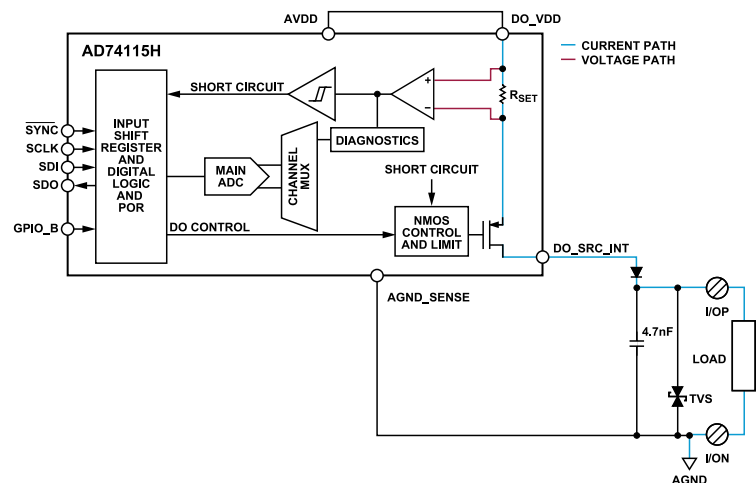 AVDD
DO_VDD
AD74115H
CURRENT PATH
VOLTAGE PATH
SHORT CIRCUIT
+
−
RSET
INPUT
SHIFT
REGISTER
AND
DIGITAL
LOGIC
AND
POR
SYNC
SCLK
SDI
SDO
GPIO_B
DIAGNOSTICS
MAIN
ADC
CHANNEL
MUX
SHORT CIRCUIT
DO CONTROL
NMOS
CONTROL
AND LIMIT
DO_SRC_INT
AGND_SENSE
4.7nF
TVS
I/OP
LOAD
I/ON
AGND